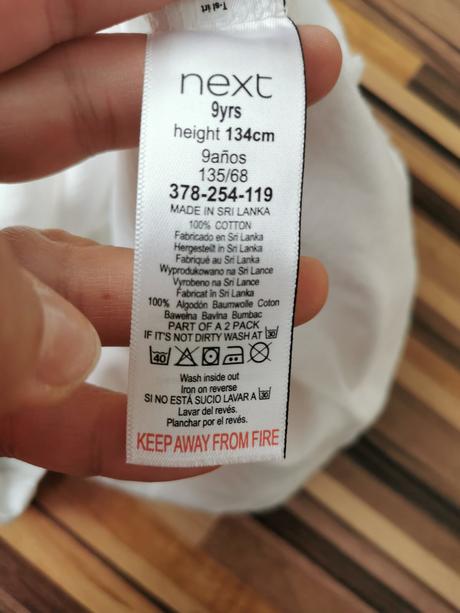 T-shirt
next
9yrs
height 134cm
9años
135/68
378-254-119
MADE IN SRI LANKA
100% COTTON
Fabricado en Sri Lanka
Hergestellt in Sri Lanka
Fabriqué au Sri Lanka
Wyprodukowano na Sri Lance
Vyrobeno na Sri Lance
Fabricat în Sri Lanka
100% Algodón Baumwolle Coton
Bawełna Bavlna Bumbac
PART OF A 2 PACK
IF IT'S NOT DIRTY WASH AT 30
40
Wash inside out
Iron on reverse
SI NO ESTÁ SUCIO LAVAR A 30
Lavar del revés.
Planchar por el revés.
KEEP AWAY FROM FIRE